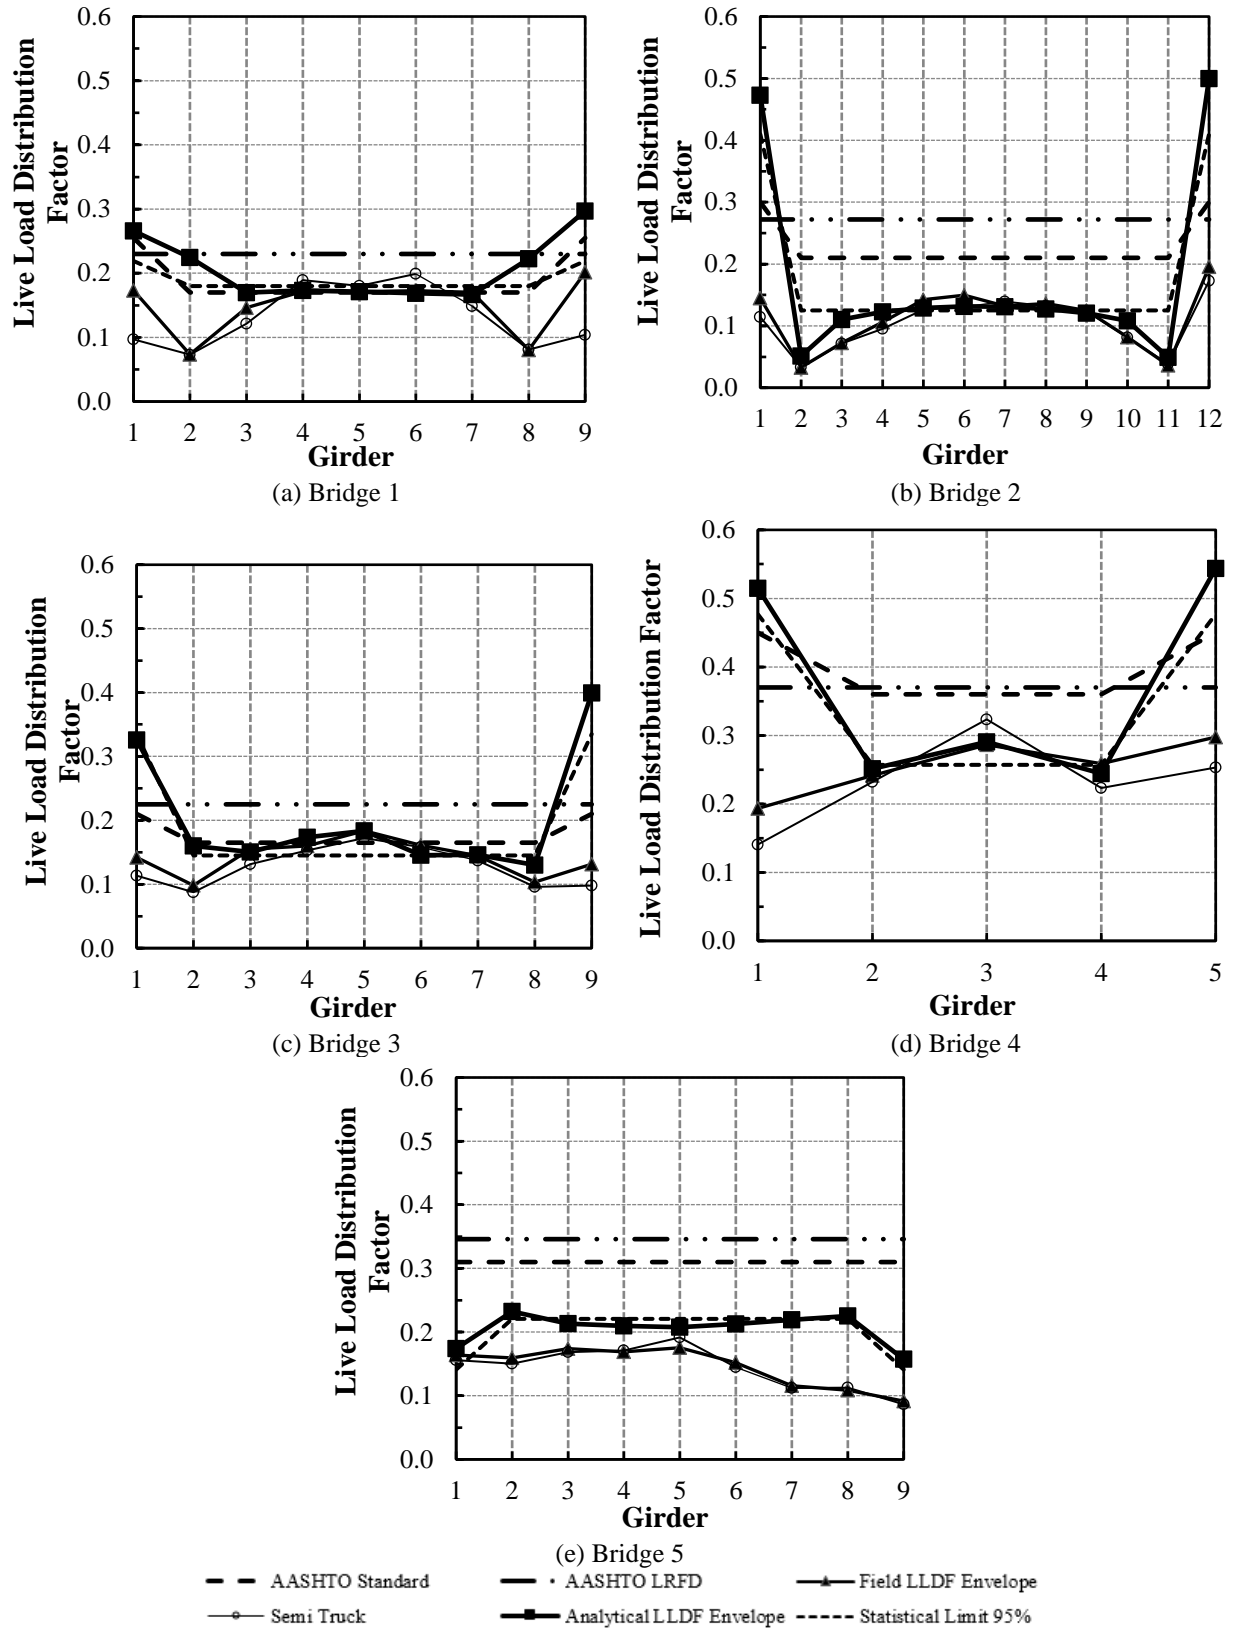 Live Load Distribution
Factor
0.6
0.5
0.4
0.3
0.2
0.1
0.0
1 2 3 4 5 6 7 8 9
Girder
(a) Bridge 1
Live Load Distribution
Factor
0.6
0.5
0.4
0.3
0.2
0.1
0.0
1 2 3 4 5 6 7 8 9 10 11 12
Girder
(b) Bridge 2
Live Load Distribution
Factor
0.6
0.5
0.4
0.3
0.2
0.1
0.0
1 2 3 4 5 6 7 8 9
Girder
(c) Bridge 3
Live Load Distribution Factor
0.6
0.5
0.4
0.3
0.2
0.1
0.0
1 2 3 4 5
Girder
(d) Bridge 4
Live Load Distribution
Factor
0.6
0.5
0.4
0.3
0.2
0.1
0.0
1 2 3 4 5 6 7 8 9
Girder
(e) Bridge 5
AASHTO Standard AASHTO LRFD Field LLDF Envelope
Semi Truck Analytical LLDF Envelope Statistical Limit 95%